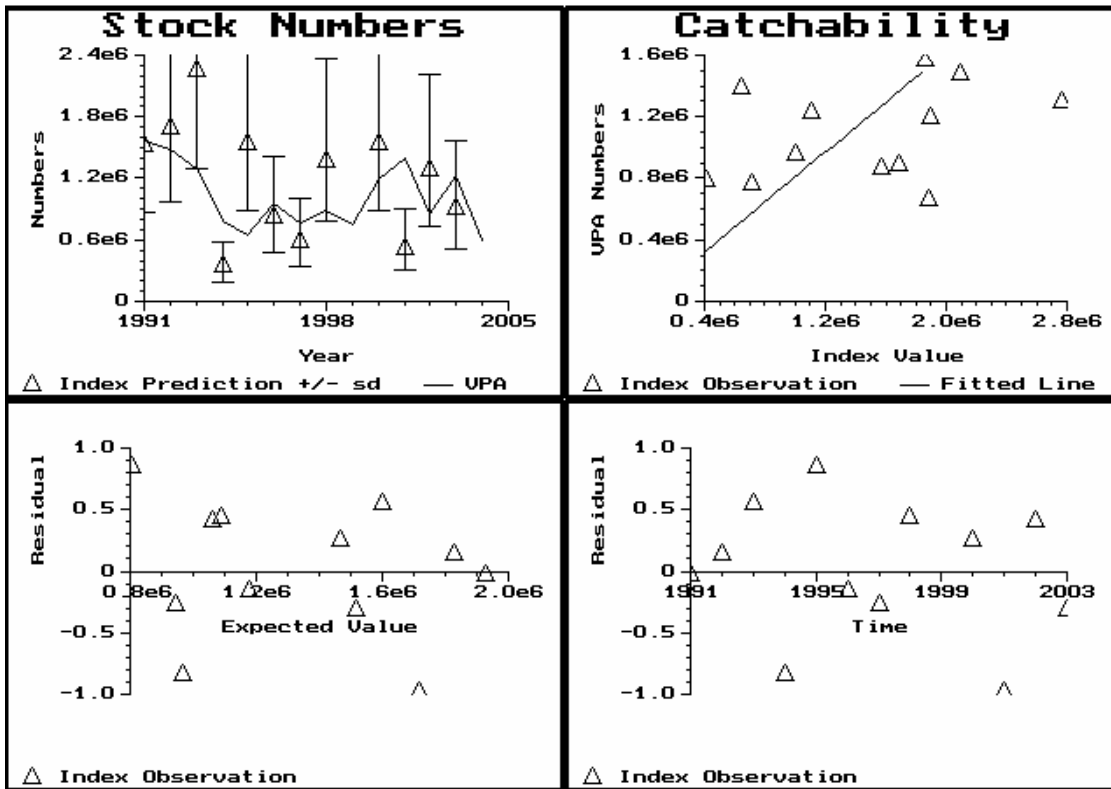 Stock Numbers
2.4e6
1.8e6
1.2e6
0.6e6
0
Numbers
1991 1998 2005
Year
Index Prediction +/- sd VPA
Catchability
1.6e6
1.2e6
0.8e6
0.4e6
0
VPA Numbers
0.4e6 1.2e6 2.0e6 2.8e6
Index Value
Index Observation Fitted Line
1.0
0.5
0
-0.5
-1.0
Residual
0.8e6 1.2e6 1.6e6 2.0e6
Expected Value
Index Observation
1.0
0.5
0
-0.5
-1.0
Residual
1991 1995 1999 2003
Time
Index Observation